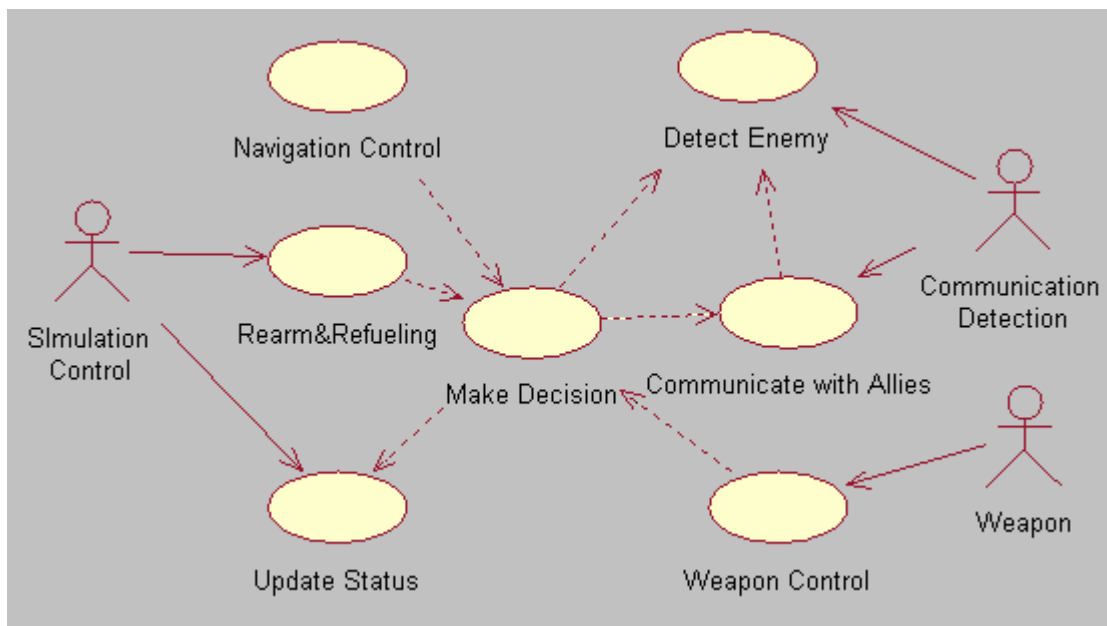 Navigation Control
Detect Enemy
Communication
Detection
SImulation
Control
Rearm&Refueling
Make Decision
Communicate with Allies
Weapon
Update Status
Weapon Control